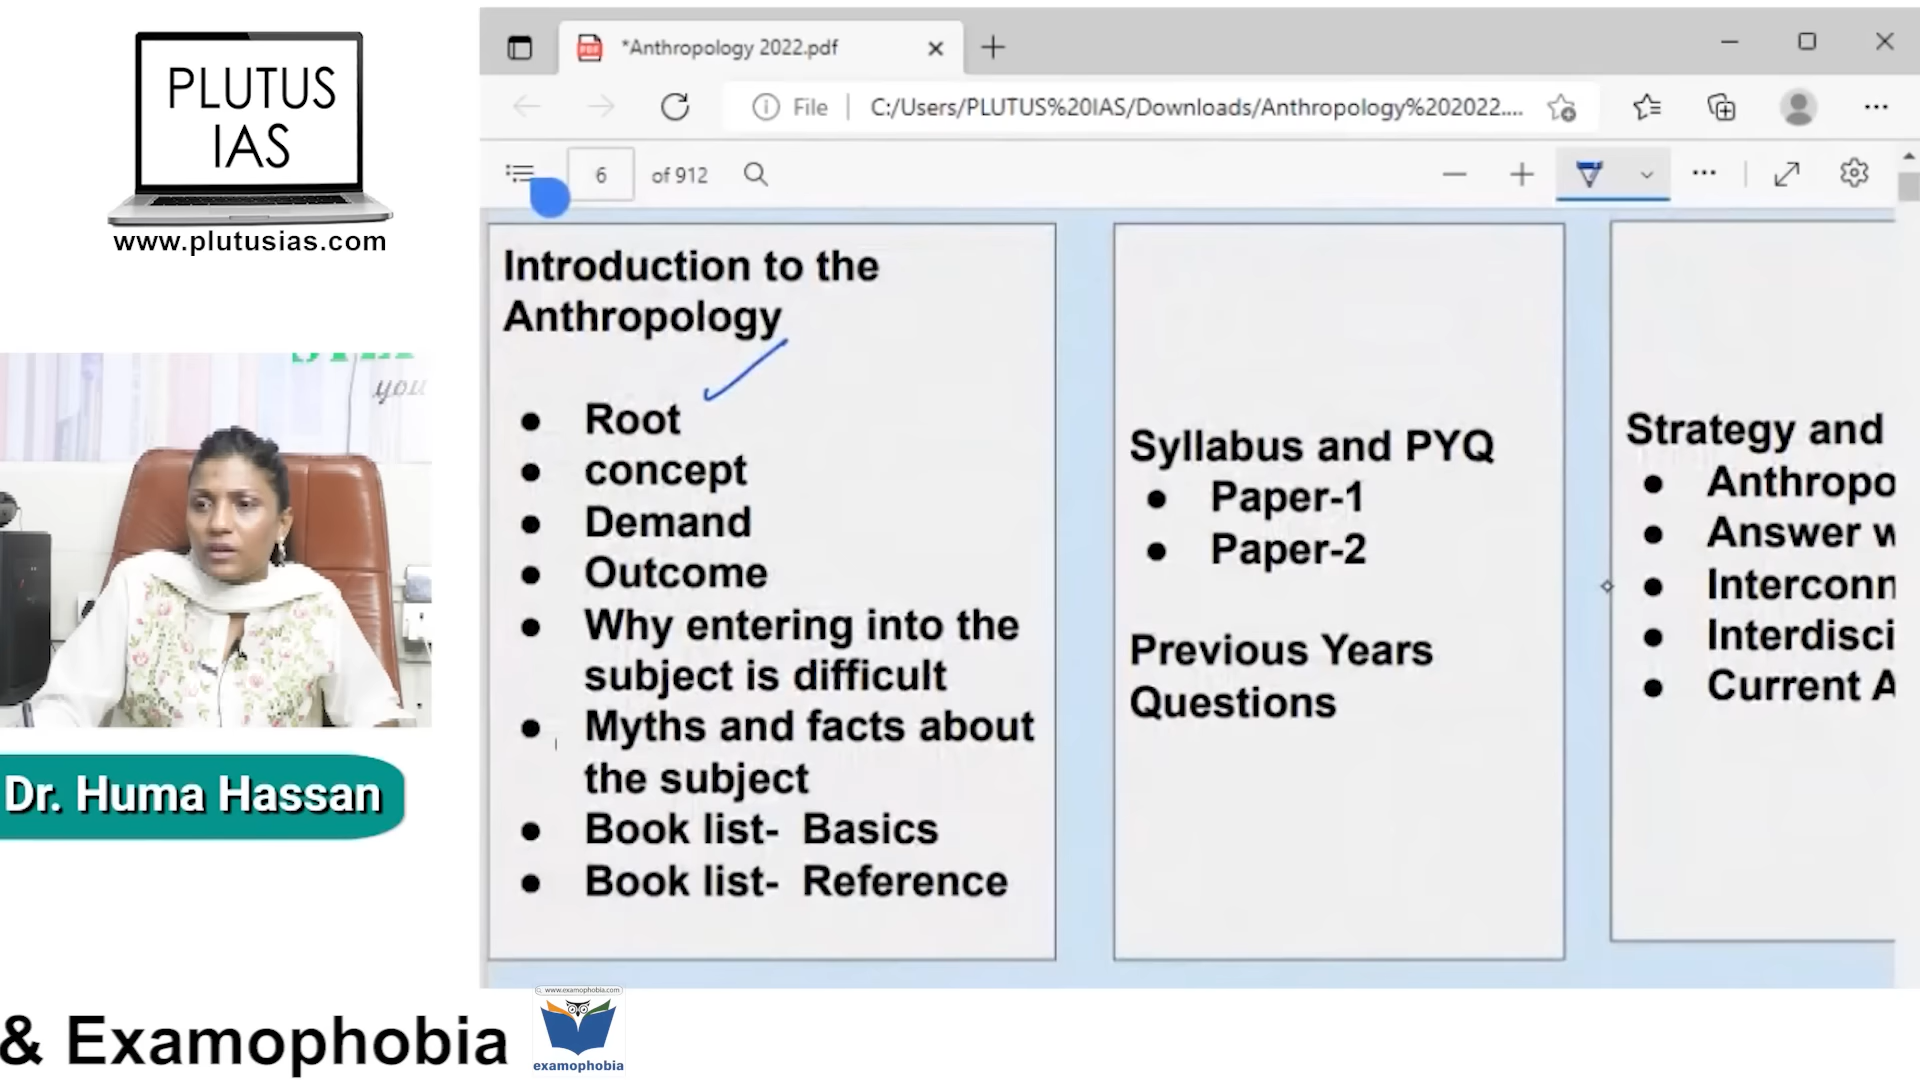 PLUTUS
IAS
www.plutusias.com
*Anthropology 2022.pdf
File
C:/Users/PLUTUS%20IAS/Downloads/Anthropology%202022....
6
of 912
Introduction to the
Anthropology
● Root
● concept
● Demand
● Outcome
● Why entering into the
subject is difficult
● Myths and facts about
the subject
● Book list- Basics
● Book list- Reference
Syllabus and PYQ
● Paper-1
● Paper-2
Previous Years
Questions
Strategy and
● Anthropo
● Answer w
● Interconn
● Interdisci
● Current A
you
Dr. Huma Hassan
& Examophobia
www.examophobia.com
examophobia